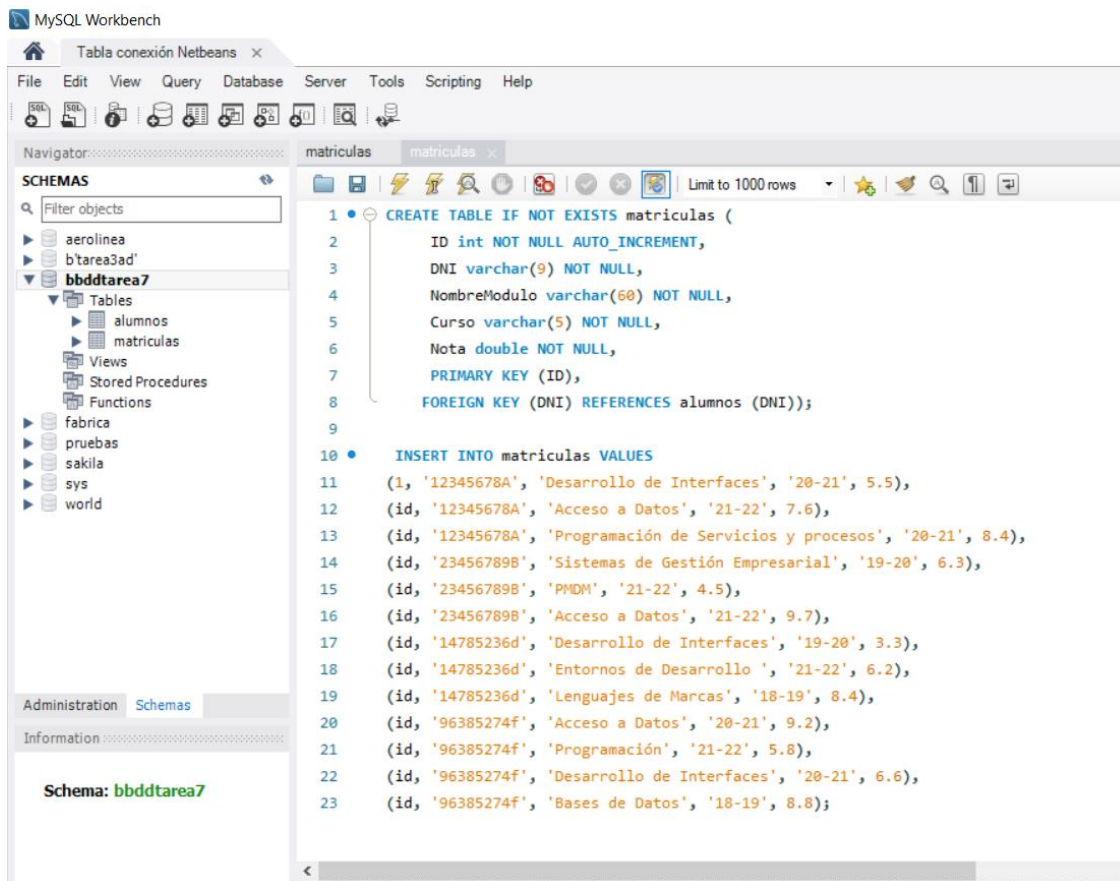 MySQL Workbench
Tabla conexión Netbeans
File Edit View Query Database Server Tools Scripting Help
Navigator
matriculas matriculas
SCHEMAS
Limit to 1000 rows
Filter objects
aerolinea
b'tarea3ad'
bbddtarea7
Tables
alumnos
matriculas
Views
Stored Procedures
Functions
fabrica
pruebas
sakila
sys
world
Administration Schemas
Information
Schema: bbddtarea7
1 CREATE TABLE IF NOT EXISTS matriculas (
2 ID int NOT NULL AUTO_INCREMENT,
3 DNI varchar(9) NOT NULL,
4 NombreModulo varchar(60) NOT NULL,
5 Curso varchar(5) NOT NULL,
6 Nota double NOT NULL,
7 PRIMARY KEY (ID),
8 FOREIGN KEY (DNI) REFERENCES alumnos (DNI));
9
10 INSERT INTO matriculas VALUES
11 (1, '12345678A', 'Desarrollo de Interfaces', '20-21', 5.5),
12 (id, '12345678A', 'Acceso a Datos', '21-22', 7.6),
13 (id, '12345678A', 'Programación de Servicios y procesos', '20-21', 8.4),
14 (id, '23456789B', 'Sistemas de Gestión Empresarial', '19-20', 6.3),
15 (id, '23456789B', 'PMDM', '21-22', 4.5),
16 (id, '23456789B', 'Acceso a Datos', '21-22', 9.7),
17 (id, '14785236d', 'Desarrollo de Interfaces', '19-20', 3.3),
18 (id, '14785236d', 'Entornos de Desarrollo ', '21-22', 6.2),
19 (id, '14785236d', 'Lenguajes de Marcas', '18-19', 8.4),
20 (id, '96385274f', 'Acceso a Datos', '20-21', 9.2),
21 (id, '96385274f', 'Programación', '21-22', 5.8),
22 (id, '96385274f', 'Desarrollo de Interfaces', '20-21', 6.6),
23 (id, '96385274f', 'Bases de Datos', '18-19', 8.8);